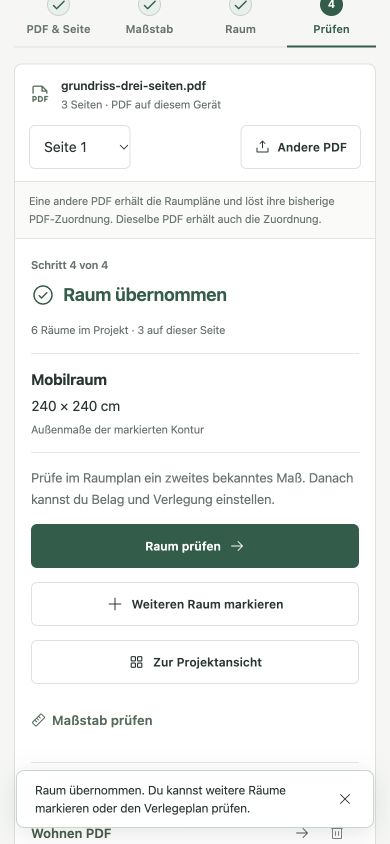 4
PDF & Seite
Maßstab
Raum
Prüfen
PDF
grundriss-drei-seiten.pdf
3 Seiten · PDF auf diesem Gerät
Seite 1
Andere PDF
Eine andere PDF erhält die Raumpläne und löst ihre bisherige
PDF-Zuordnung. Dieselbe PDF erhält auch die Zuordnung.
Schritt 4 von 4
Raum übernommen
6 Räume im Projekt · 3 auf dieser Seite
Mobilraum
240 × 240 cm
Außenmaße der markierten Kontur
Prüfe im Raumplan ein zweites bekanntes Maß. Danach
kannst du Belag und Verlegung einstellen.
Raum prüfen
Weiteren Raum markieren
Zur Projektansicht
Maßstab prüfen
Raum übernommen. Du kannst weitere Räume
markieren oder den Verlegeplan prüfen.
Wohnen PDF